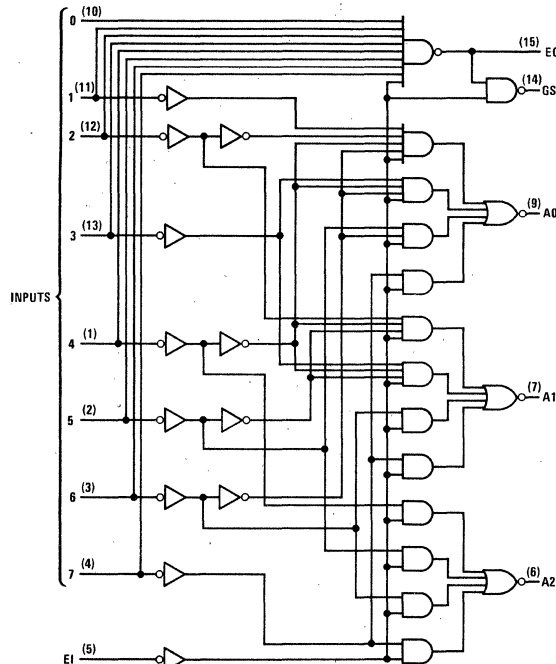 0 (10)
(15) EO
(14) GS
1 (11)
2 (12)
3 (13)
(9) A0
INPUTS
4 (1)
(7) A1
5 (2)
6 (3)
7 (4)
(6) A2
EI (5)